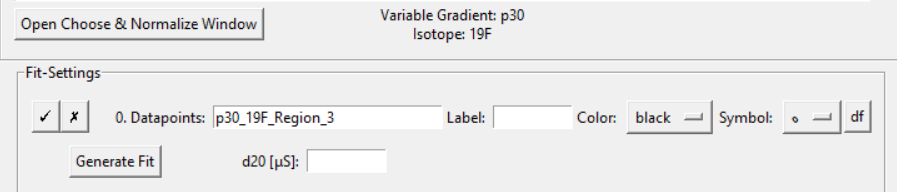 Open Choose & Normalize Window
Variable Gradient: p30
Isotope: 19F
Fit-Settings
✓ ✗ 0. Datapoints: p30_19F_Region_3 Label: Color: black Symbol: o df
Generate Fit d20 [µS]: